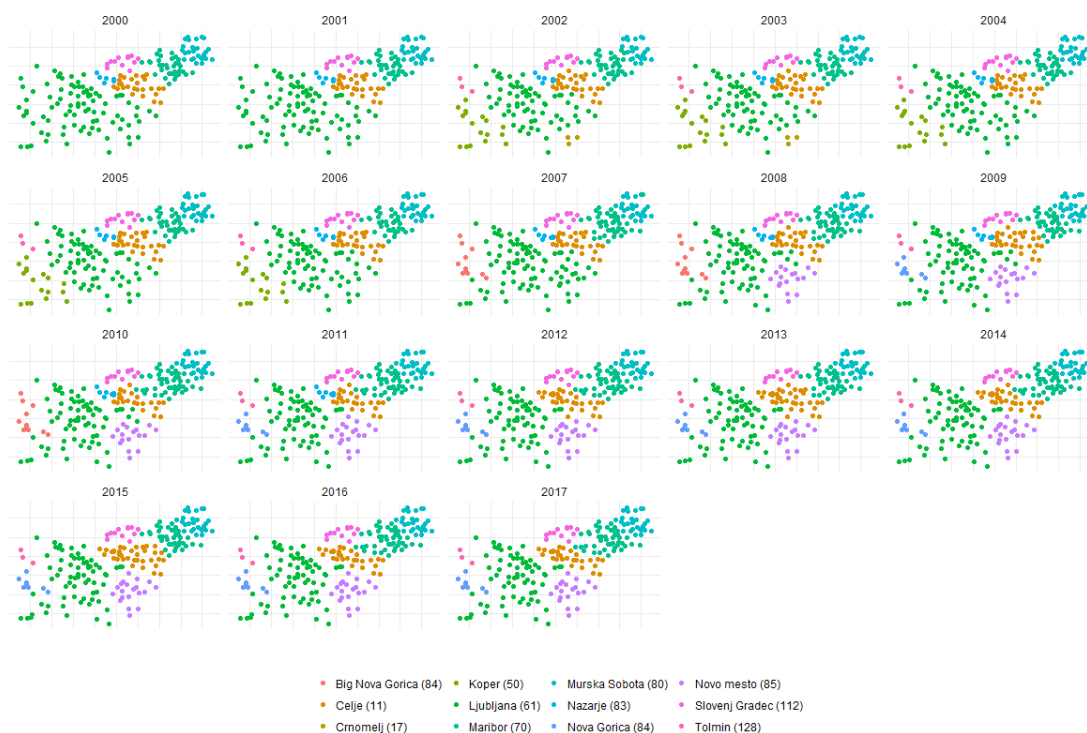 2000 2001 2002 2003 2004
2005 2006 2007 2008 2009
2010 2011 2012 2013 2014
2015 2016 2017
Big Nova Gorica (84) Koper (50) Murska Sobota (80) Novo mesto (85)
Celje (11) Ljubljana (61) Nazarje (83) Slovenj Gradec (112)
Crnomelj (17) Maribor (70) Nova Gorica (84) Tolmin (128)